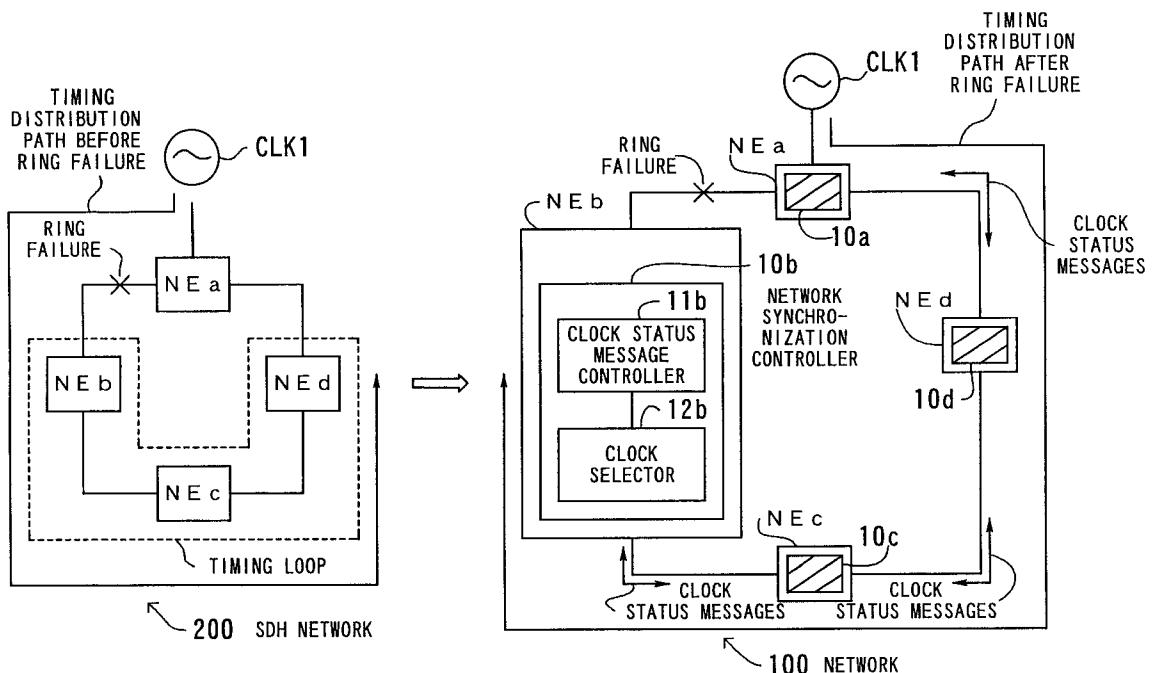 TIMING
DISTRIBUTION
PATH BEFORE
RING FAILURE
CLK1
RING
FAILURE
NEa
NEb
NEd
NEc
TIMING LOOP
200 SDH NETWORK
TIMING
DISTRIBUTION
PATH AFTER
RING FAILURE
CLK1
RING
FAILURE
NEa
10a
CLOCK
STATUS
MESSAGES
NEb
10b
NETWORK
SYNCHRO-
NIZATION
CONTROLLER
11b
CLOCK STATUS
MESSAGE
CONTROLLER
12b
CLOCK
SELECTOR
NEd
10d
NEc
10c
CLOCK
STATUS MESSAGES
CLOCK
STATUS MESSAGES
100 NETWORK